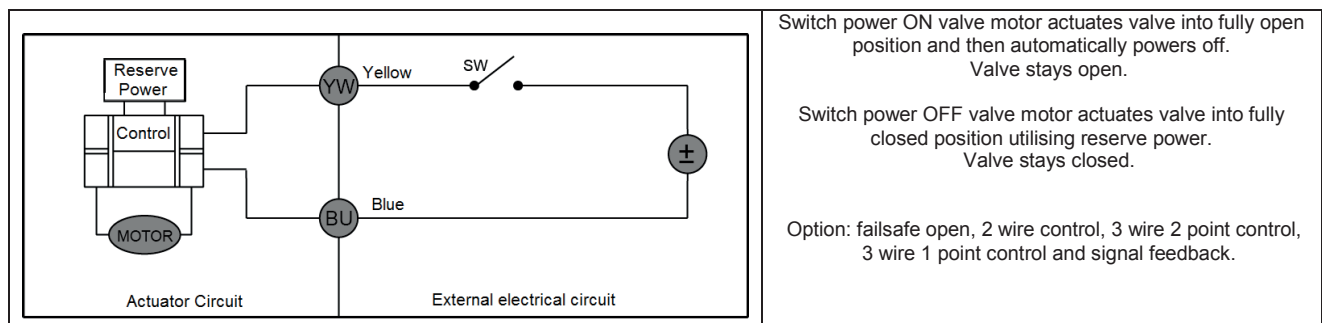 Reserve
Power
Control
MOTOR
YW
Yellow
SW
±
BU
Blue
Actuator Circuit
External electrical circuit
Switch power ON valve motor actuates valve into fully open
position and then automatically powers off.
Valve stays open.
Switch power OFF valve motor actuates valve into fully
closed position utilising reserve power.
Valve stays closed.
Option: failsafe open, 2 wire control, 3 wire 2 point control,
3 wire 1 point control and signal feedback.